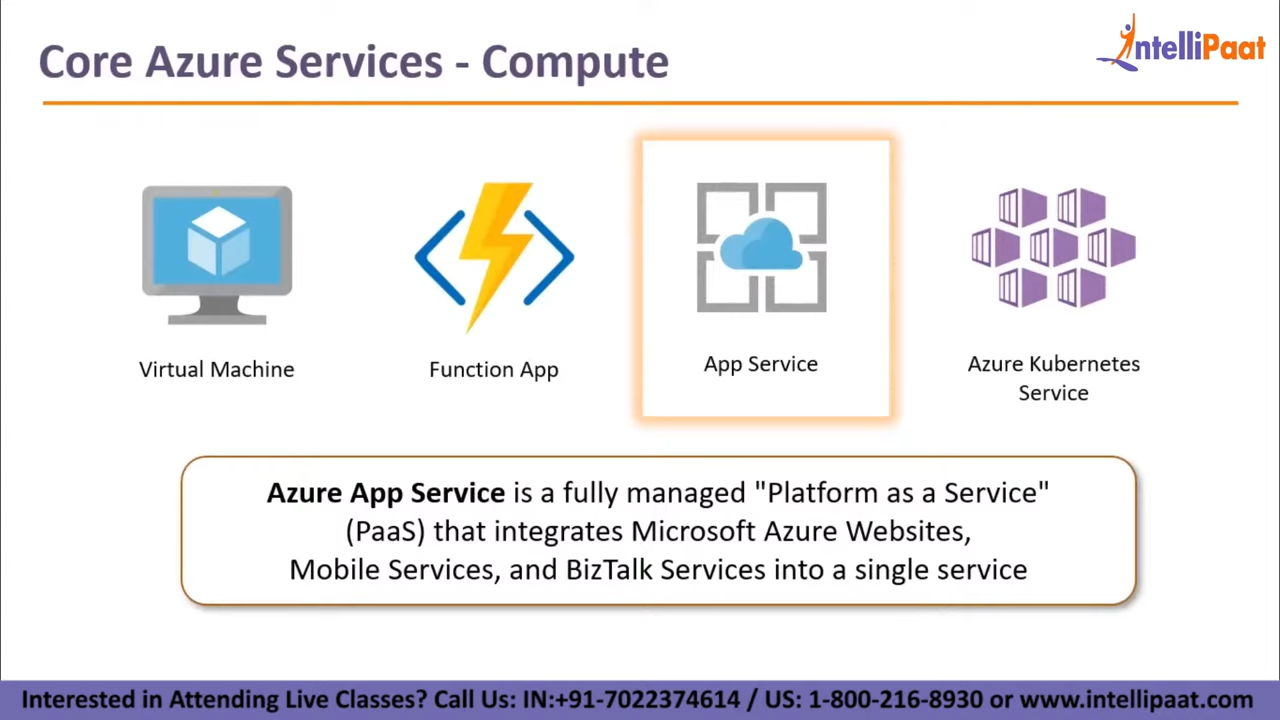 Core Azure Services - Compute
IntelliPaat
Virtual Machine
Function App
App Service
Azure Kubernetes
Service
Azure App Service is a fully managed "Platform as a Service"
(PaaS) that integrates Microsoft Azure Websites,
Mobile Services, and BizTalk Services into a single service
Interested in Attending Live Classes? Call Us: IN:+91-7022374614 / US: 1-800-216-8930 or www.intellipaat.com